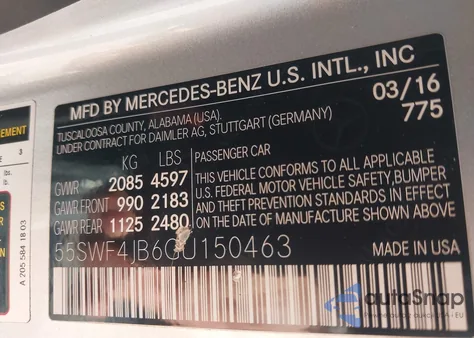 MFD BY MERCEDES-BENZ U.S. INTL., INC
TUSCALOOSA COUNTY, ALABAMA (USA).
UNDER CONTRACT FOR DAIMLER AG, STUTTGART (GERMANY)
03/16
775
KG LBS
GVWR 2085 4597
GAWR FRONT 990 2183
GAWR REAR 1125 2480
PASSENGER CAR
THIS VEHICLE CONFORMS TO ALL APPLICABLE
U.S. FEDERAL MOTOR VEHICLE SAFETY,BUMPER
AND THEFT PREVENTION STANDARDS IN EFFECT
ON THE DATE OF MANUFACTURE SHOWN ABOVE.
55SWF4JB6GU150463
MADE IN USA
A 205 584 18 03
EMENT
3
lbs.
autoSnap